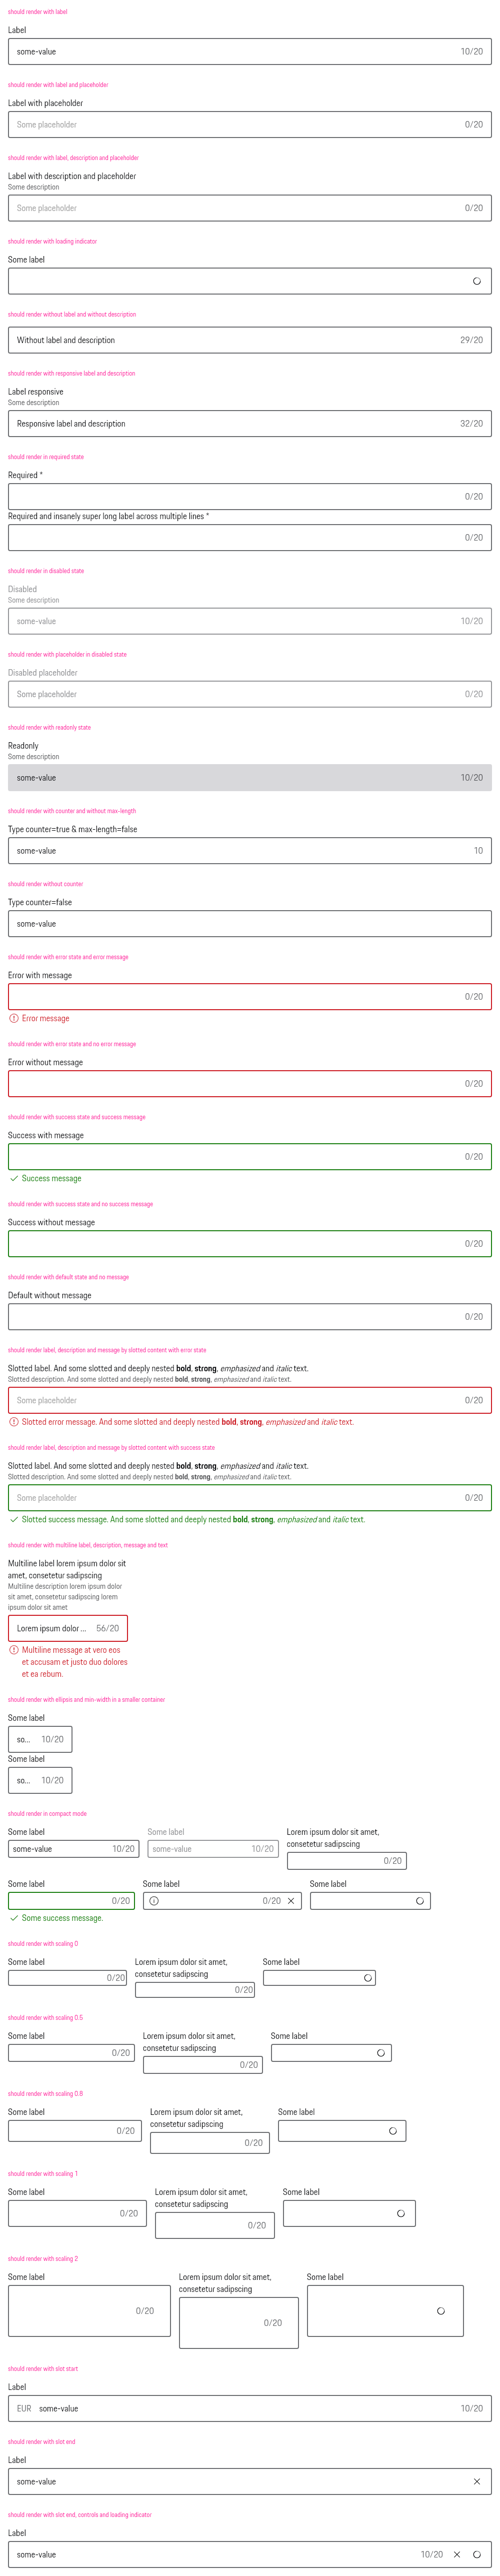 should render with label
Label
some-value 10/20
should render with label and placeholder
Label with placeholder
Some placeholder 0/20
should render with label, description and placeholder
Label with description and placeholder
Some description
Some placeholder 0/20
should render with loading indicator
Some label
should render without label and without description
Without label and description 29/20
should render with responsive label and description
Label responsive
Some description
Responsive label and description 32/20
should render in required state
Required *
0/20
Required and insanely super long label across multiple lines *
0/20
should render in disabled state
Disabled
Some description
some-value 10/20
should render with placeholder in disabled state
Disabled placeholder
Some placeholder 0/20
should render with readonly state
Readonly
Some description
some-value 10/20
should render with counter and without max-length
Type counter=true & max-length=false
some-value 10
should render without counter
Type counter=false
some-value
should render with error state and error message
Error with message
0/20
Error message
should render with error state and no error message
Error without message
0/20
should render with success state and success message
Success with message
0/20
Success message
should render with success state and no success message
Success without message
0/20
should render with default state and no message
Default without message
0/20
should render label, description and message by slotted content with error state
Slotted label. And some slotted and deeply nested bold, strong, emphasized and italic text.
Slotted description. And some slotted and deeply nested bold, strong, emphasized and italic text.
Some placeholder 0/20
Slotted error message. And some slotted and deeply nested bold, strong, emphasized and italic text.
should render label, description and message by slotted content with success state
Slotted label. And some slotted and deeply nested bold, strong, emphasized and italic text.
Slotted description. And some slotted and deeply nested bold, strong, emphasized and italic text.
Some placeholder 0/20
Slotted success message. And some slotted and deeply nested bold, strong, emphasized and italic text.
should render with multiline label, description, message and text
Multiline label lorem ipsum dolor sit
amet, consetetur sadipscing
Multiline description lorem ipsum dolor
sit amet, consetetur sadipscing lorem
ipsum dolor sit amet
Lorem ipsum dolor ... 56/20
Multiline message at vero eos
et accusam et justo duo dolores
et ea rebum.
should render with ellipsis and min-width in a smaller container
Some label
so... 10/20
Some label
so... 10/20
should render in compact mode
Some label Some label Lorem ipsum dolor sit amet,
consetetur sadipscing
some-value 10/20 some-value 10/20
0/20
Some label Some label Some label
0/20 0/20
Some success message.
should render with scaling 0
Some label Lorem ipsum dolor sit amet, Some label
consetetur sadipscing
0/20
0/20
should render with scaling 0.5
Some label Lorem ipsum dolor sit amet, Some label
consetetur sadipscing
0/20
0/20
should render with scaling 0.8
Some label Lorem ipsum dolor sit amet, Some label
consetetur sadipscing
0/20
0/20
should render with scaling 1
Some label Lorem ipsum dolor sit amet, Some label
consetetur sadipscing
0/20
0/20
should render with scaling 2
Some label Lorem ipsum dolor sit amet, Some label
consetetur sadipscing
0/20
0/20
should render with slot start
Label
EUR some-value 10/20
should render with slot end
Label
some-value
should render with slot end, controls and loading indicator
Label
some-value 10/20